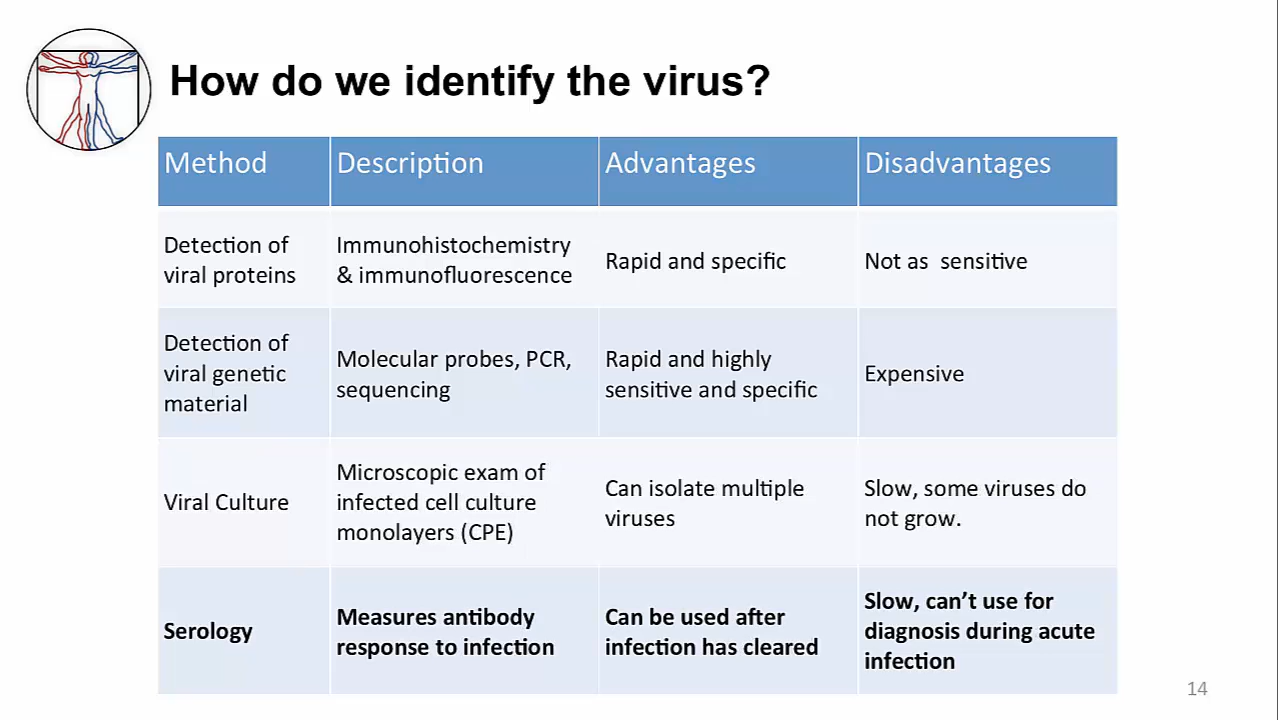 How do we identify the virus?
Method Description Advantages Disadvantages
Detection of
viral proteins
Immunohistochemistry
& immunofluorescence
Rapid and specific
Not as  sensitive
Detection of
viral genetic
material
Molecular probes, PCR,
sequencing
Rapid and highly
sensitive and specific
Expensive
Viral Culture
Microscopic exam of
infected cell culture
monolayers (CPE)
Can isolate multiple
viruses
Slow, some viruses do
not grow.
Serology
Measures antibody
response to infection
Can be used after
infection has cleared
Slow, can’t use for
diagnosis during acute
infection
14